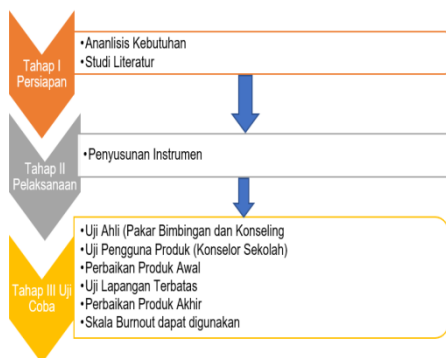 Tahap I
Persiapan
•Ananlisis Kebutuhan
•Studi Literatur
Tahap II
Pelaksanaan
•Penyusunan Instrumen
Tahap III Uji
Coba
•Uji Ahli (Pakar Bimbingan dan Konseling
•Uji Pengguna Produk (Konselor Sekolah)
•Perbaikan Produk Awal
•Uji Lapangan Terbatas
•Perbaikan Produk Akhir
•Skala Burnout dapat digunakan